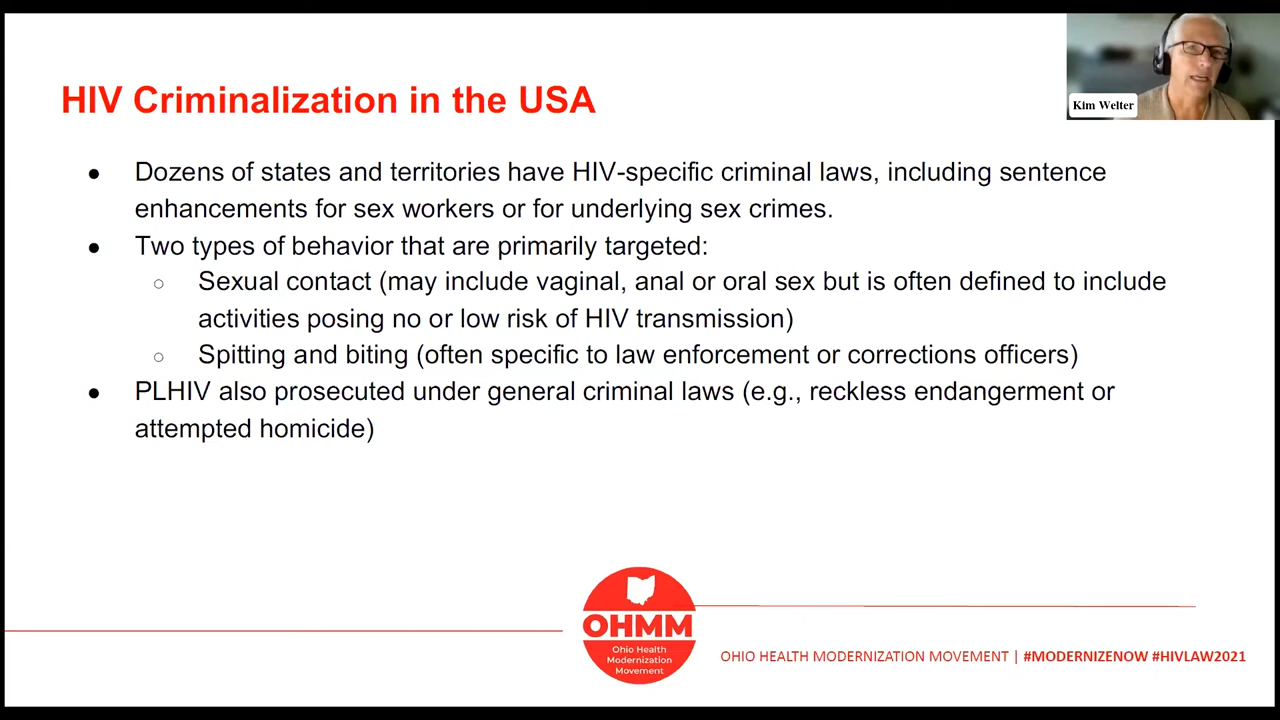 HIV Criminalization in the USA
Kim Welter
● Dozens of states and territories have HIV-specific criminal laws, including sentence
enhancements for sex workers or for underlying sex crimes.
● Two types of behavior that are primarily targeted:
○ Sexual contact (may include vaginal, anal or oral sex but is often defined to include
activities posing no or low risk of HIV transmission)
○ Spitting and biting (often specific to law enforcement or corrections officers)
● PLHIV also prosecuted under general criminal laws (e.g., reckless endangerment or
attempted homicide)
OHMM
Ohio Health
Modernization
Movement
OHIO HEALTH MODERNIZATION MOVEMENT | #MODERNIZENOW #HIVLAW2021